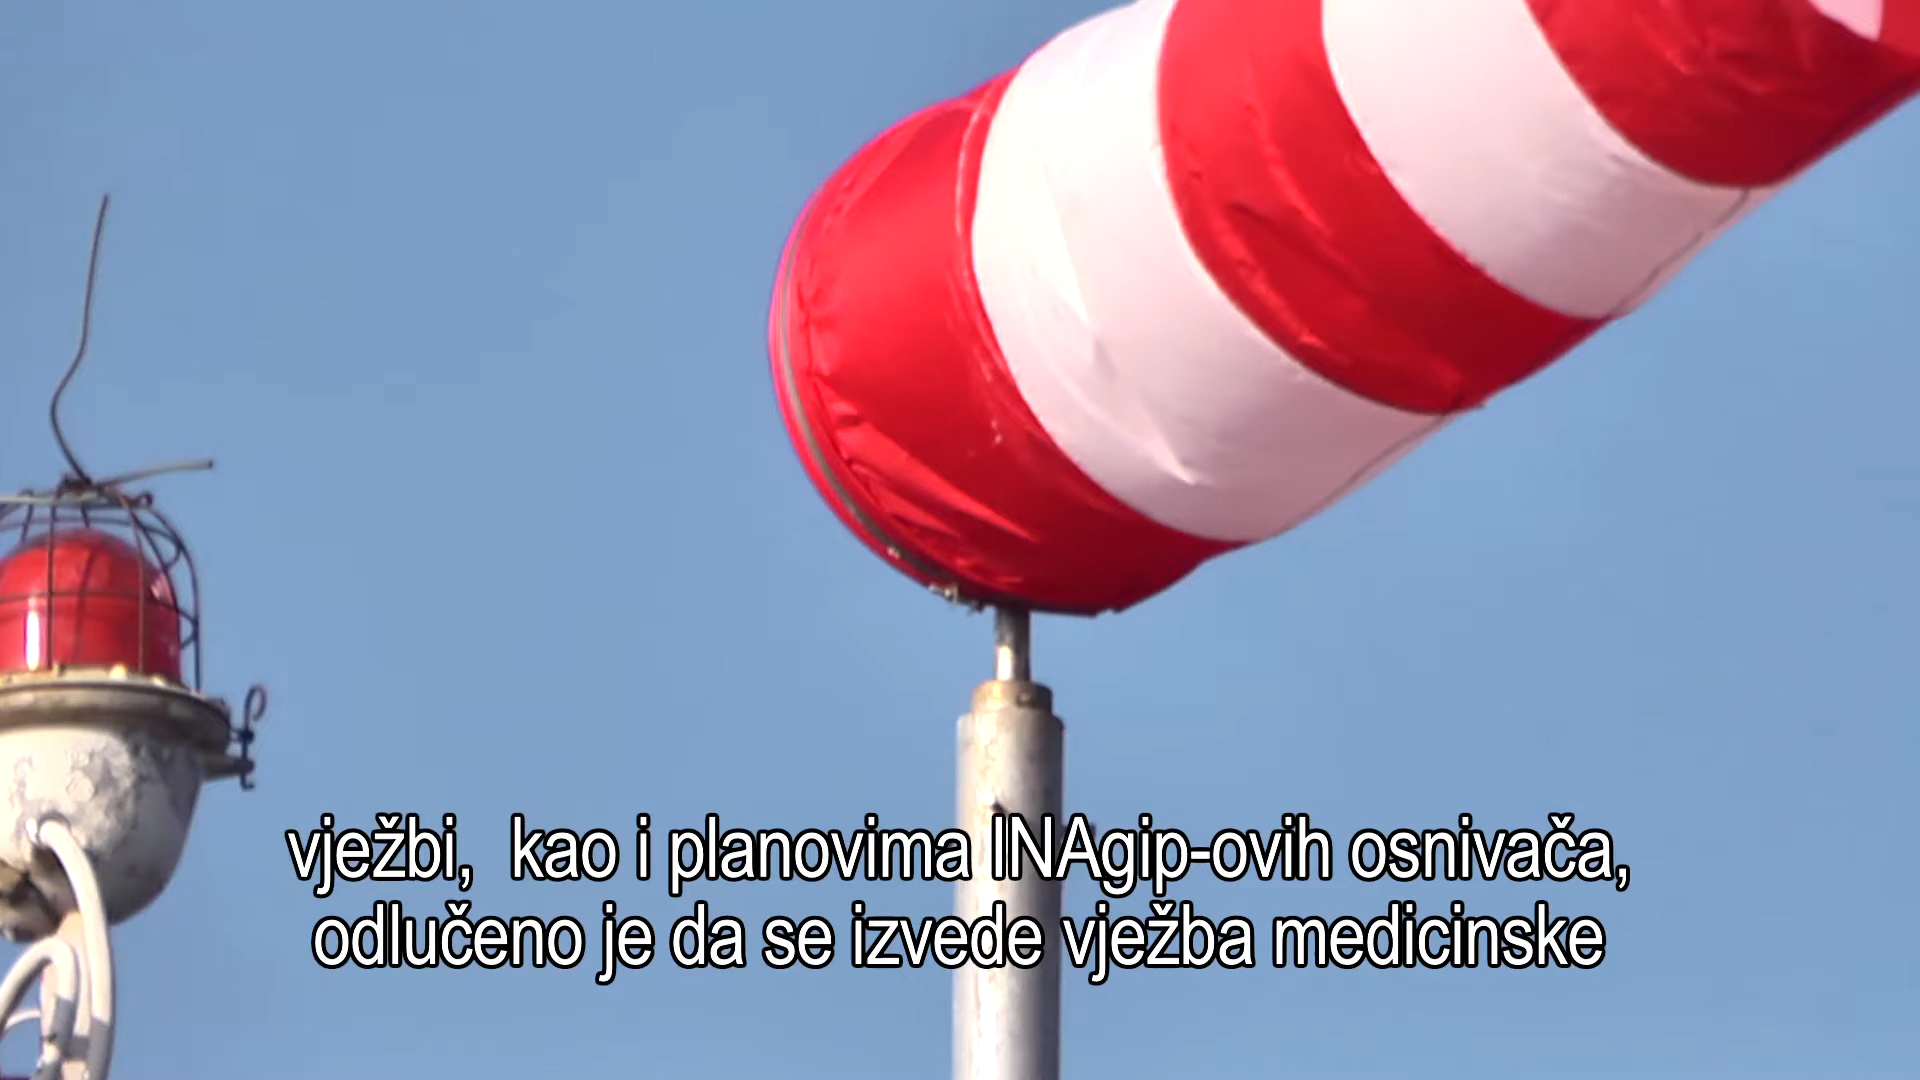 vježbi,  kao i planovima INAgip-ovih osnivača,
odlučeno je da se izvede vježba medicinske